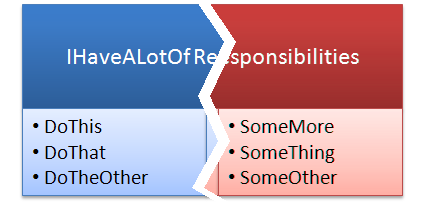 IHaveALotOfResponsibilities
• DoThis
• DoThat
• DoTheOther
• SomeMore
• SomeThing
• SomeOther